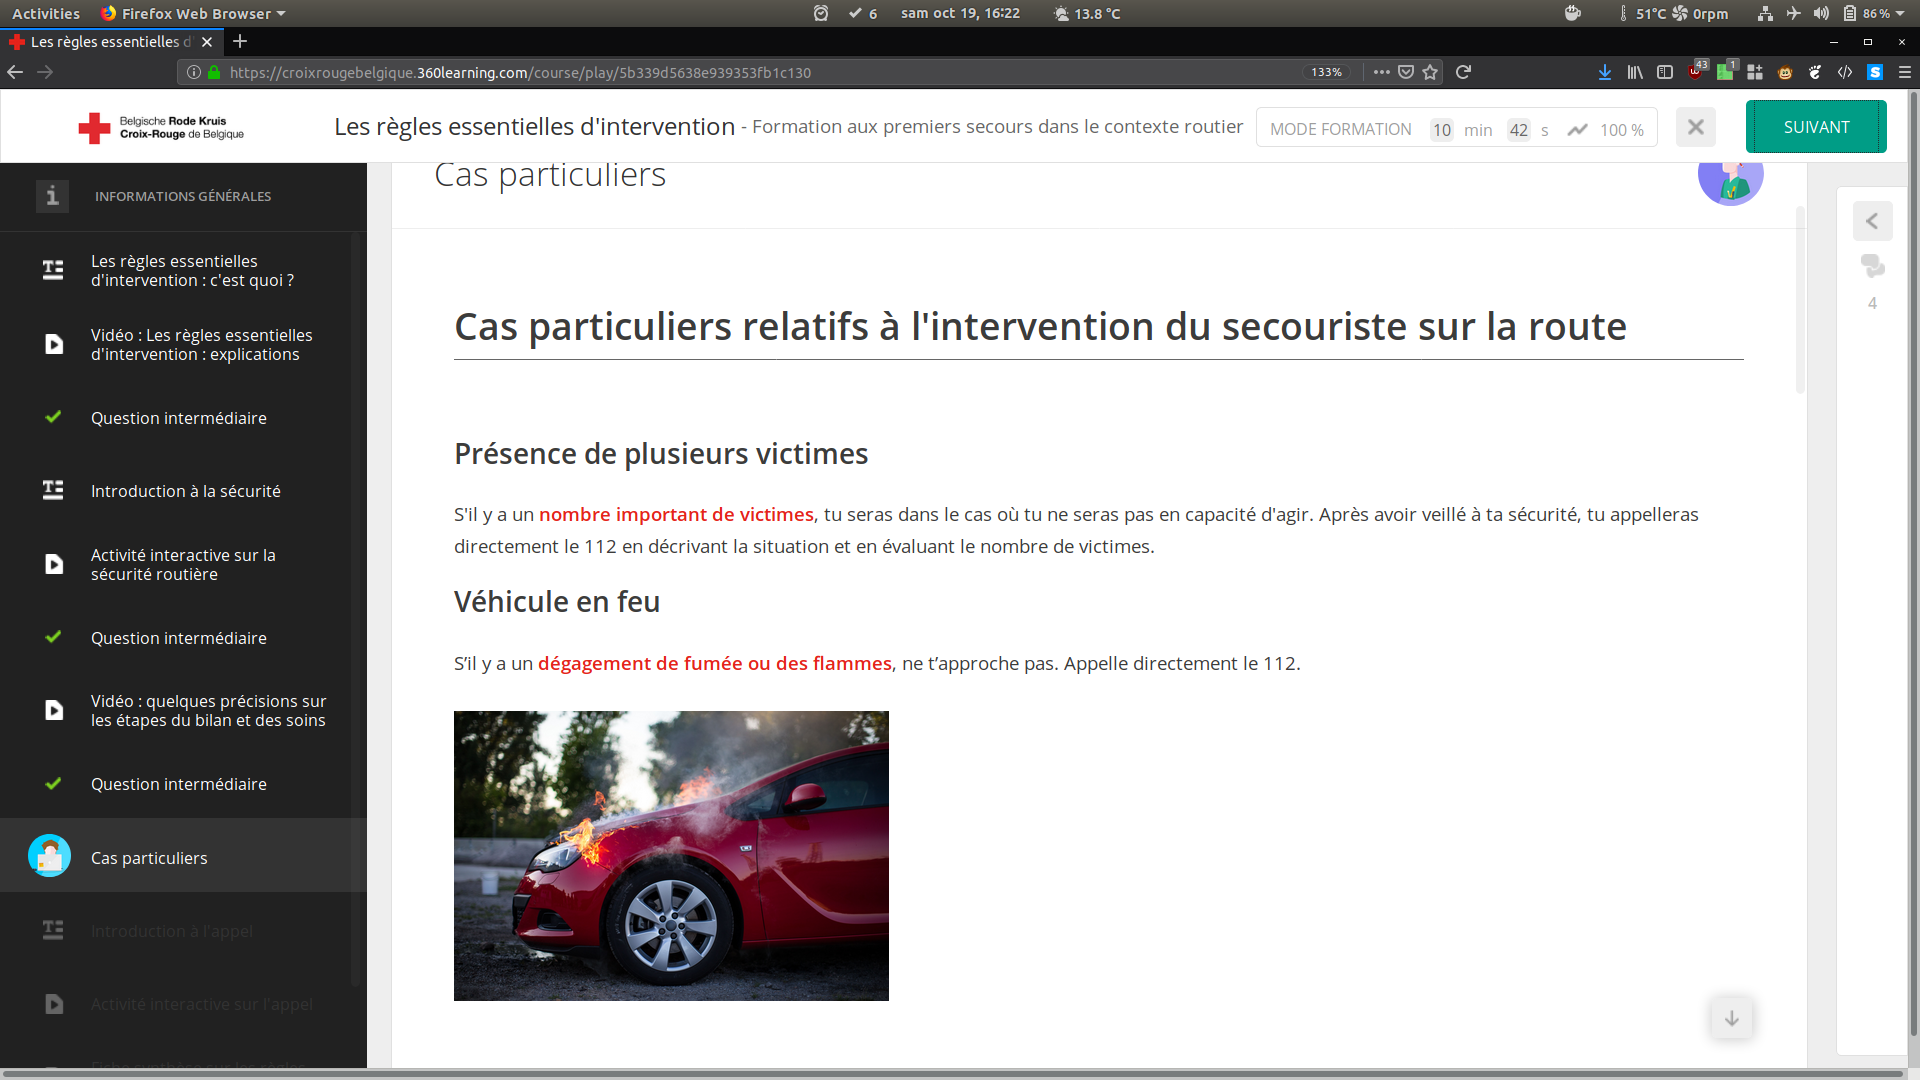 Activities
Firefox Web Browser
6
sam oct 19, 16:22
13.8 °C
51°C
0rpm
86 %
Les règles essentielles d'
https://croixrougebelgique.360learning.com/course/play/5b339d5638e939353fb1c130
133%
43
1
Belgische Rode Kruis
Croix-Rouge de Belgique
Les règles essentielles d'intervention - Formation aux premiers secours dans le contexte routier
MODE FORMATION 10 min 42 s 100 %
SUIVANT
INFORMATIONS GÉNÉRALES
Les règles essentielles
d'intervention : c'est quoi ?
Vidéo : Les règles essentielles
d'intervention : explications
Question intermédiaire
Introduction à la sécurité
Activité interactive sur la
sécurité routière
Question intermédiaire
Vidéo : quelques précisions sur
les étapes du bilan et des soins
Question intermédiaire
Cas particuliers
Introduction à l'appel
Activité interactive sur l'appel
Fiche synthèse sur les règles
Cas particuliers
Cas particuliers relatifs à l'intervention du secouriste sur la route
Présence de plusieurs victimes
S'il y a un nombre important de victimes, tu seras dans le cas où tu ne seras pas en capacité d'agir. Après avoir veillé à ta sécurité, tu appelleras
directement le 112 en décrivant la situation et en évaluant le nombre de victimes.
Véhicule en feu
S’il y a un dégagement de fumée ou des flammes, ne t’approche pas. Appelle directement le 112.
4